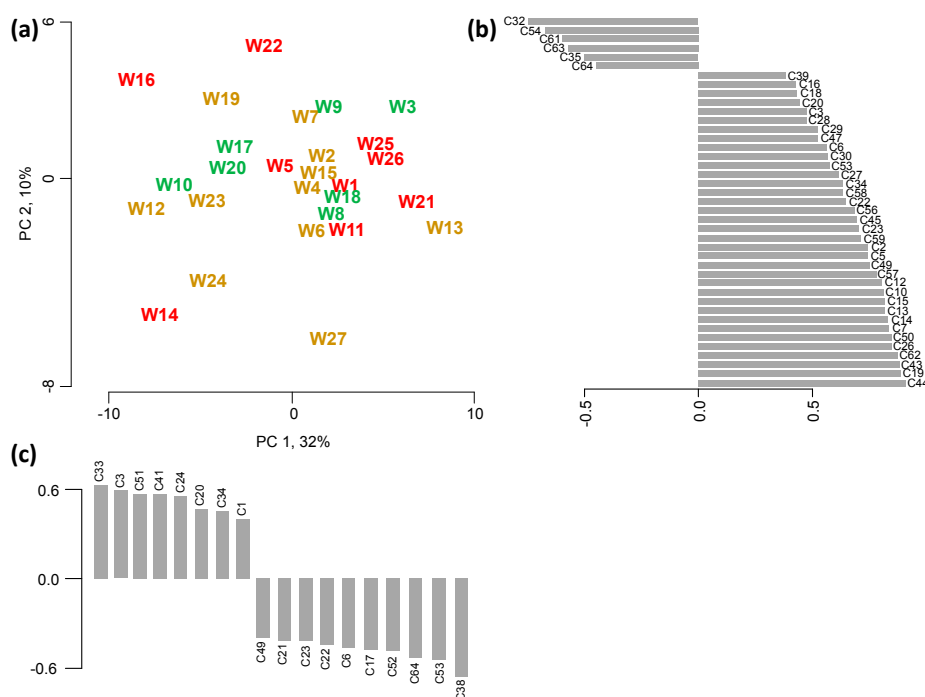 (a)
6
0
-8
PC 2, 10%
W22
W16
W19
W7
W9
W3
W17
W25
W2
W26
W20
W5
W15
W10
W4
W1
W18
W12
W23
W21
W8
W6
W11
W13
W24
W14
W27
-10
0
10
PC 1, 32%
(b)
C32
C54
C61
C63
C35
C64
C39
C16
C18
C20
C3
C28
C29
C47
C6
C30
C53
C27
C34
C58
C22
C56
C45
C23
C59
C2
C5
C49
C57
C12
C10
C15
C13
C14
C7
C50
C26
C62
C43
C19
C44
-0.5
0.0
0.5
(c)
0.6
0.0
-0.6
C33
C3
C51
C41
C24
C20
C34
C1
C49
C21
C23
C22
C6
C17
C52
C64
C53
C38